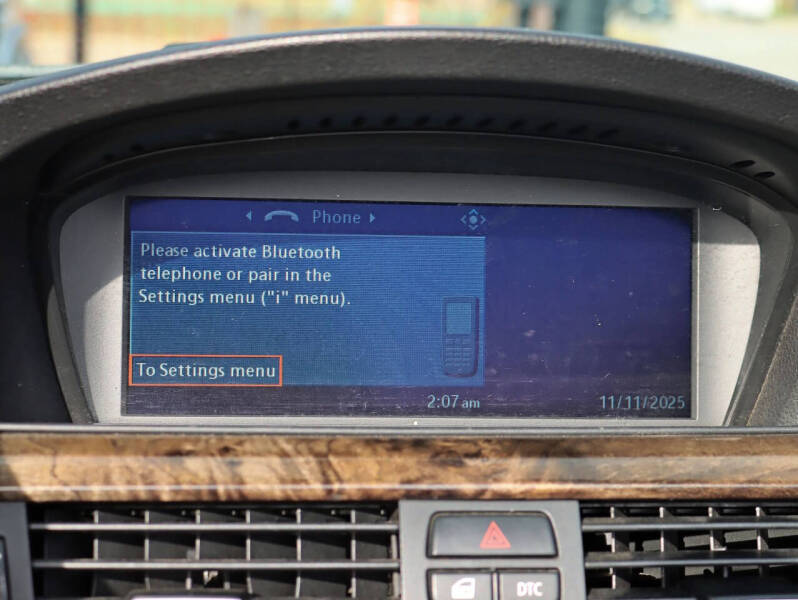 Phone
Please activate Bluetooth
telephone or pair in the
Settings menu ("i" menu).
To Settings menu
2:07 am
11/11/2025
DTC